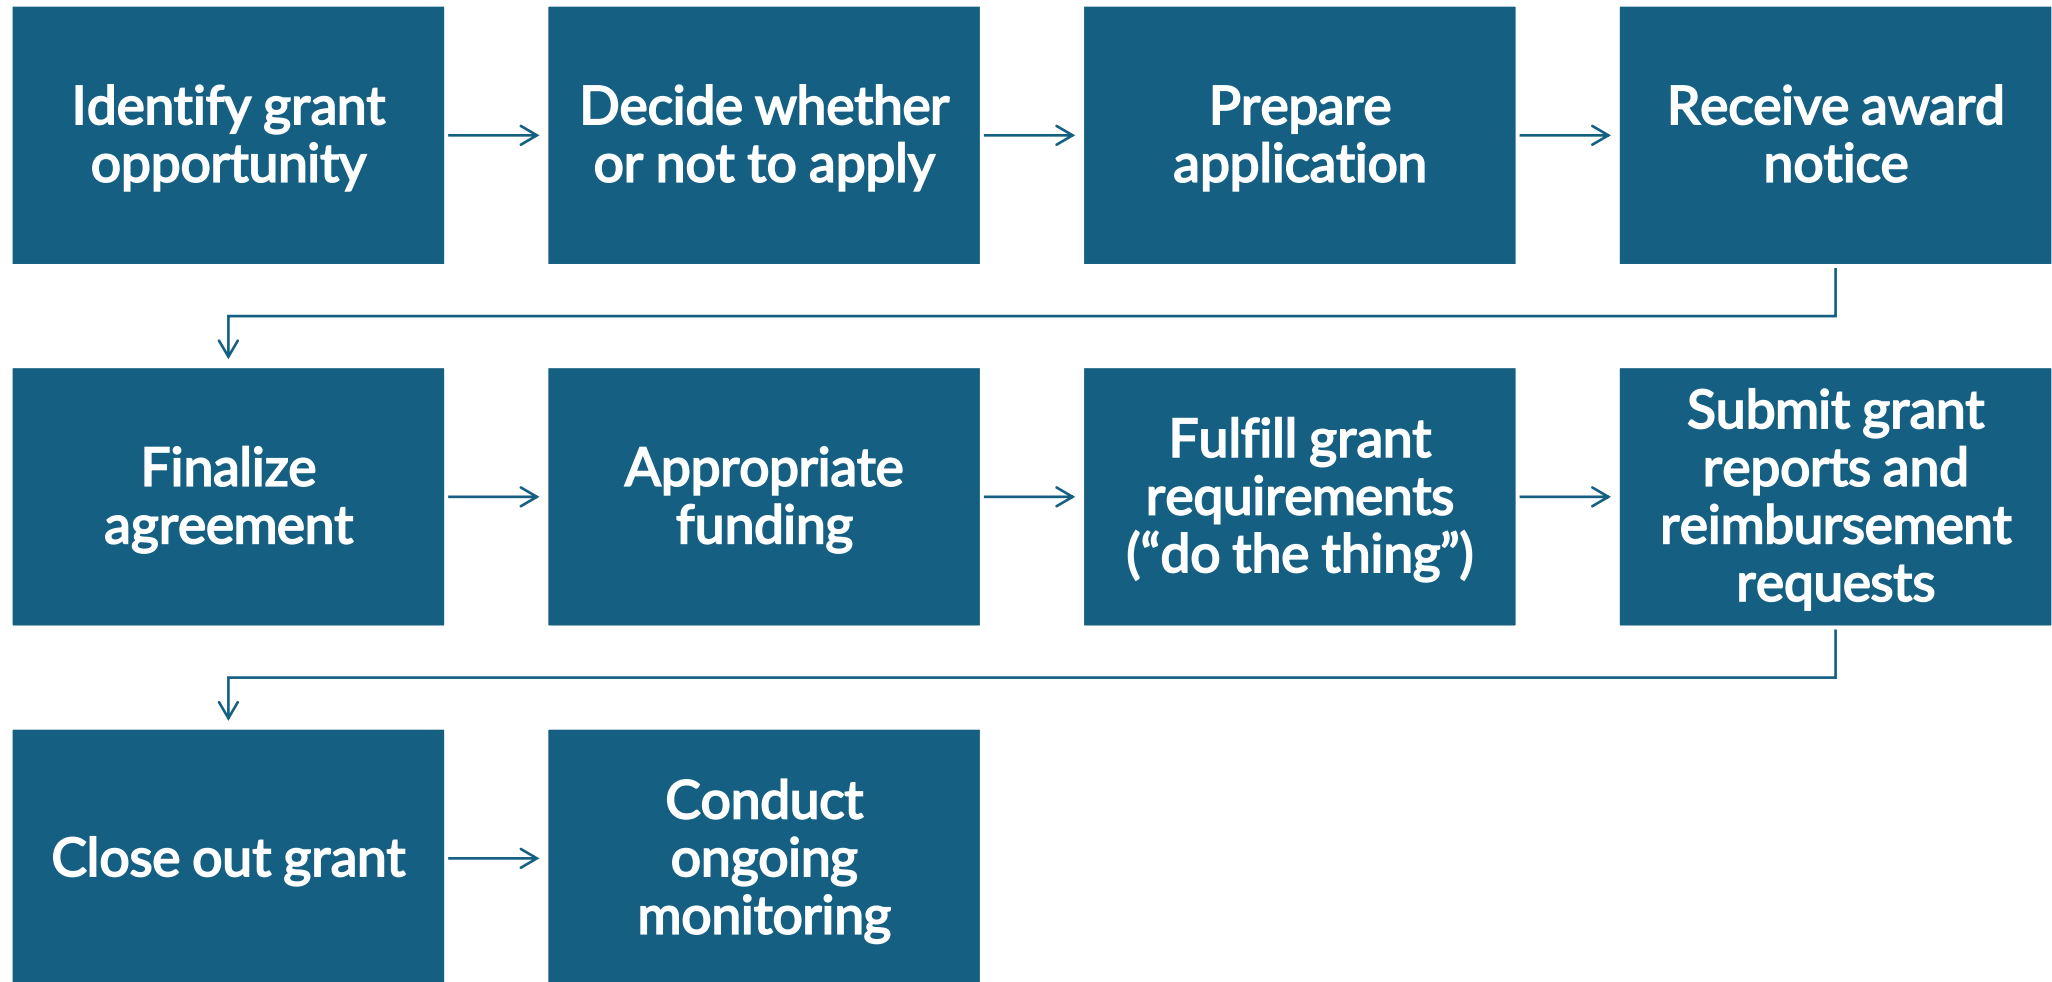 Identify grant
opportunity
Decide whether
or not to apply
Prepare
application
Receive award
notice
Finalize
agreement
Appropriate
funding
Fulfill grant
requirements
(“do the thing”)
Submit grant
reports and
reimbursement
requests
Close out grant
Conduct
ongoing
monitoring